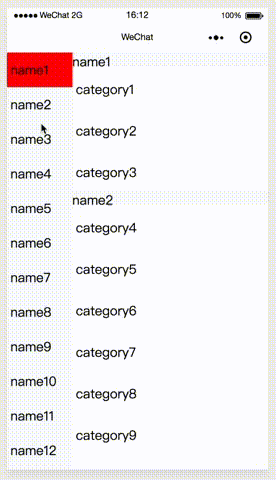 ●●●●● WeChat 2G 16:12 100%
WeChat
name1
name2
name3
name4
name5
name6
name7
name8
name9
name10
name11
name12
name1
category1
category2
category3
name2
category4
category5
category6
category7
category8
category9